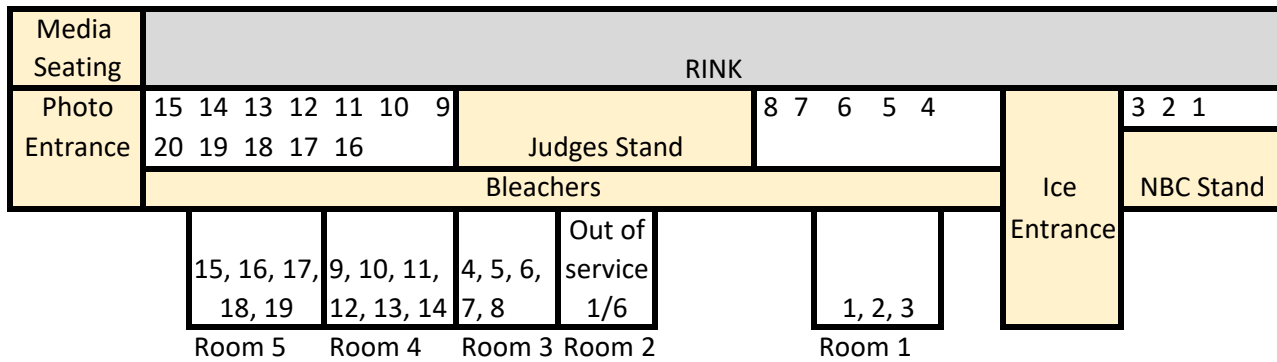 Media
Seating
RINK
Photo
Entrance
15 14 13 12 11 10 9
20 19 18 17 16
Judges Stand
8 7 6 5 4
3 2 1
Bleachers
Ice
Entrance
NBC Stand
15, 16, 17,
18, 19
9, 10, 11,
12, 13, 14
4, 5, 6,
7, 8
Out of
service
1/6
1, 2, 3
Room 5 Room 4 Room 3 Room 2 Room 1